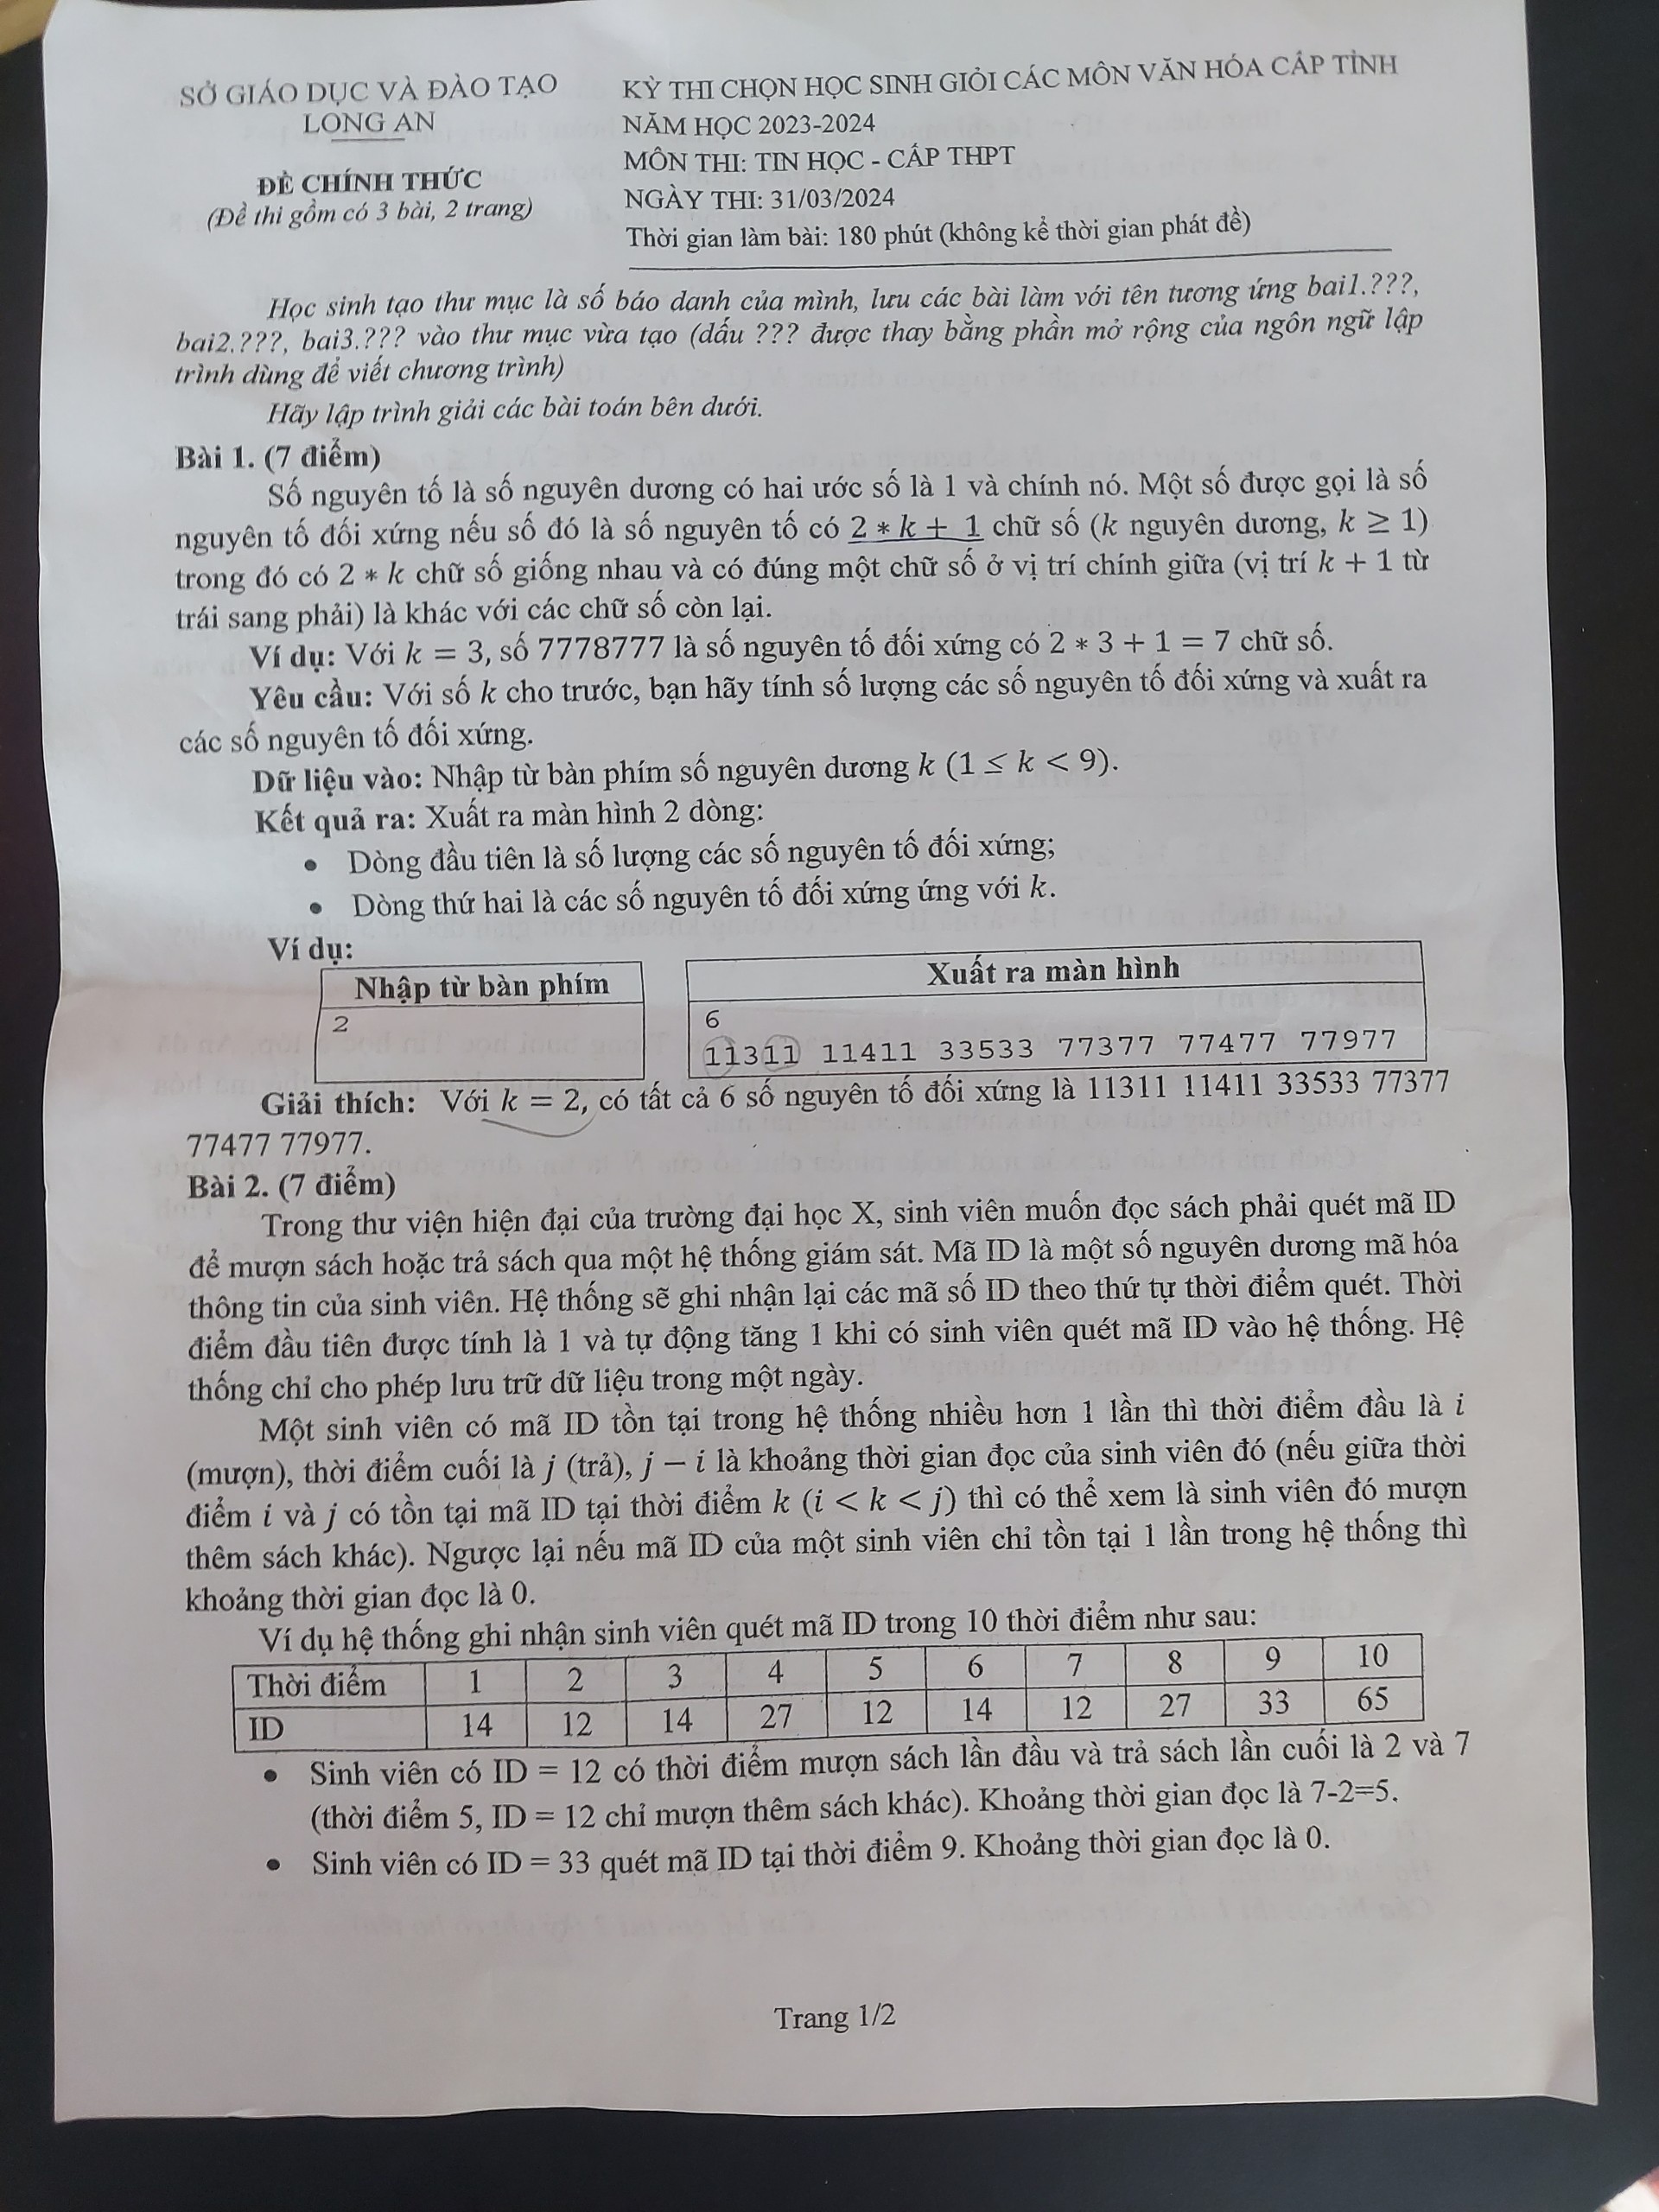 SỞ GIÁO DỤC VÀ ĐÀO TẠO
LONG AN
ĐỀ CHÍNH THỨC
(Đề thi gồm có 3 bài, 2 trang)
KỲ THI CHỌN HỌC SINH GIỎI CÁC MÔN VĂN HÓA CẤP TỈNH
NĂM HỌC 2023-2024
MÔN THI: TIN HỌC - CẤP THPT
NGÀY THI: 31/03/2024
Thời gian làm bài: 180 phút (không kể thời gian phát đề)
Học sinh tạo thư mục là số báo danh của mình, lưu các bài làm với tên tương ứng bai1.???,
bai2.???, bai3.??? vào thư mục vừa tạo (dấu ??? được thay bằng phần mở rộng của ngôn ngữ lập
trình dùng để viết chương trình)
Hãy lập trình giải các bài toán bên dưới.
Bài 1. (7 điểm)
Số nguyên tố là số nguyên dương có hai ước số là 1 và chính nó. Một số được gọi là số
nguyên tố đối xứng nếu số đó là số nguyên tố có 2 * k + 1 chữ số (k nguyên dương, k ≥ 1)
trong đó có 2 * k chữ số giống nhau và có đúng một chữ số ở vị trí chính giữa (vị trí k + 1 từ
trái sang phải) là khác với các chữ số còn lại.
Ví dụ: Với k = 3, số 7778777 là số nguyên tố đối xứng có 2 * 3 + 1 = 7 chữ số.
Yêu cầu: Với số k cho trước, bạn hãy tính số lượng các số nguyên tố đối xứng và xuất ra
các số nguyên tố đối xứng.
Dữ liệu vào: Nhập từ bàn phím số nguyên dương k (1 ≤ k < 9).
Kết quả ra: Xuất ra màn hình 2 dòng:
• Dòng đầu tiên là số lượng các số nguyên tố đối xứng;
• Dòng thứ hai là các số nguyên tố đối xứng ứng với k.
Ví dụ:
Nhập từ bàn phím
2
Xuất ra màn hình
6
11311 11411 33533 77377 77477 77977
Giải thích: Với k = 2, có tất cả 6 số nguyên tố đối xứng là 11311 11411 33533 77377
77477 77977.
Bài 2. (7 điểm)
Trong thư viện hiện đại của trường đại học X, sinh viên muốn đọc sách phải quét mã ID
để mượn sách hoặc trả sách qua một hệ thống giám sát. Mã ID là một số nguyên dương mã hóa
thông tin của sinh viên. Hệ thống sẽ ghi nhận lại các mã số ID theo thứ tự thời điểm quét. Thời
điểm đầu tiên được tính là 1 và tự động tăng 1 khi có sinh viên quét mã ID vào hệ thống. Hệ
thống chỉ cho phép lưu trữ dữ liệu trong một ngày.
Một sinh viên có mã ID tồn tại trong hệ thống nhiều hơn 1 lần thì thời điểm đầu là i
(mượn), thời điểm cuối là j (trả), j – i là khoảng thời gian đọc của sinh viên đó (nếu giữa thời
điểm i và j có tồn tại mã ID tại thời điểm k (i < k < j) thì có thể xem là sinh viên đó mượn
thêm sách khác). Ngược lại nếu mã ID của một sinh viên chỉ tồn tại 1 lần trong hệ thống thì
khoảng thời gian đọc là 0.
Ví dụ hệ thống ghi nhận sinh viên quét mã ID trong 10 thời điểm như sau:
Thời điểm 1 2 3 4 5 6 7 8 9 10
ID 14 12 14 27 12 14 12 27 33 65
• Sinh viên có ID = 12 có thời điểm mượn sách lần đầu và trả sách lần cuối là 2 và 7
(thời điểm 5, ID = 12 chỉ mượn thêm sách khác). Khoảng thời gian đọc là 7-2=5.
• Sinh viên có ID = 33 quét mã ID tại thời điểm 9. Khoảng thời gian đọc là 0.
Trang 1/2